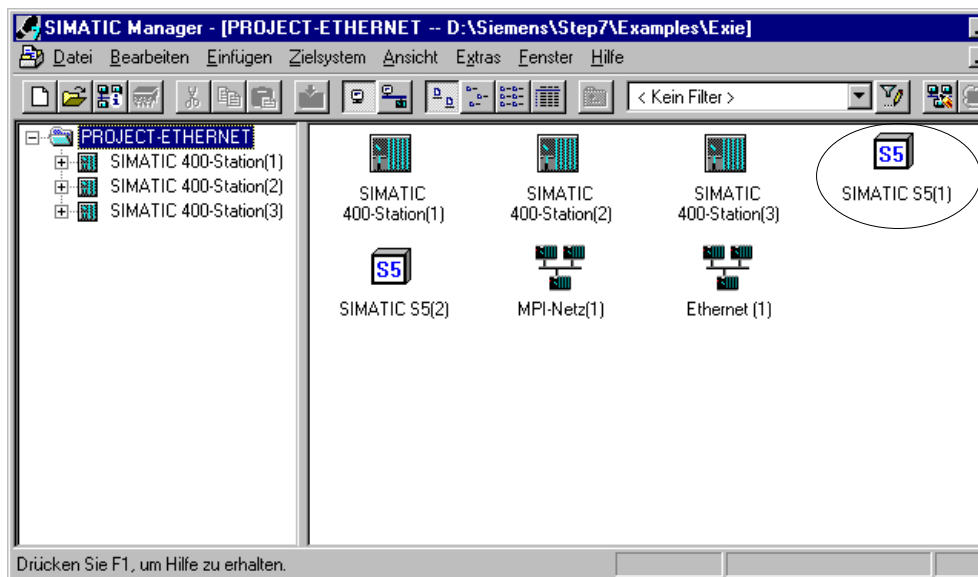 SIMATIC Manager - [PROJECT-ETHERNET -- D:\Siemens\Step7\Examples\Exie]
Datei Bearbeiten Einfügen Zielsystem Ansicht Extras Fenster Hilfe
< Kein Filter >
PROJECT-ETHERNET
SIMATIC 400-Station(1)
SIMATIC 400-Station(2)
SIMATIC 400-Station(3)
SIMATIC
400-Station(1)
SIMATIC
400-Station(2)
SIMATIC
400-Station(3)
S5
SIMATIC S5(1)
S5
SIMATIC S5(2)
MPI-Netz(1)
Ethernet (1)
Drücken Sie F1, um Hilfe zu erhalten.